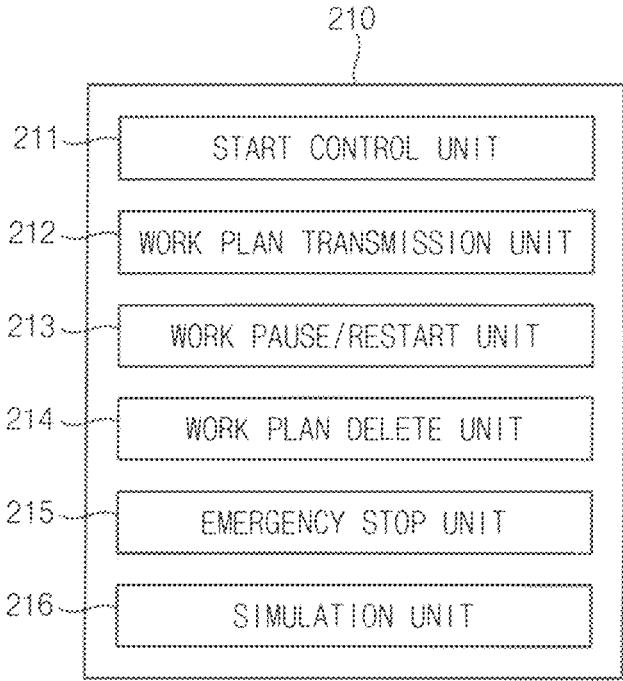 210
211 START CONTROL UNIT
212 WORK PLAN TRANSMISSION UNIT
213 WORK PAUSE/RESTART UNIT
214 WORK PLAN DELETE UNIT
215 EMERGENCY STOP UNIT
216 SIMULATION UNIT